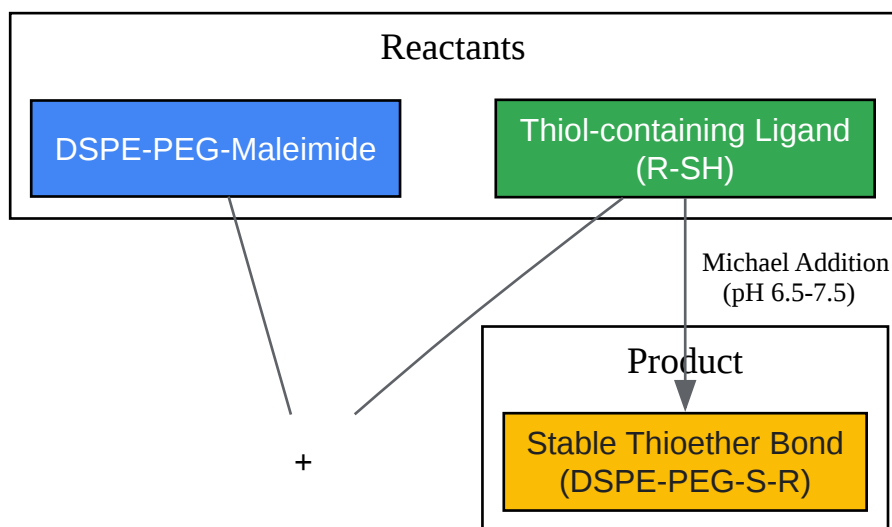 Reactants
DSPE-PEG-Maleimide
Thiol-containing Ligand
(R-SH)
Michael Addition
(pH 6.5-7.5)
Product
Stable Thioether Bond
(DSPE-PEG-S-R)
+